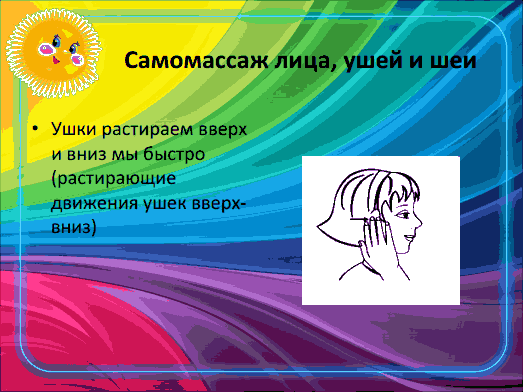 Самомассаж лица, ушей и шеи
• Ушки растираем вверх
и вниз мы быстро
(растирающие
движения ушек вверх-
вниз)